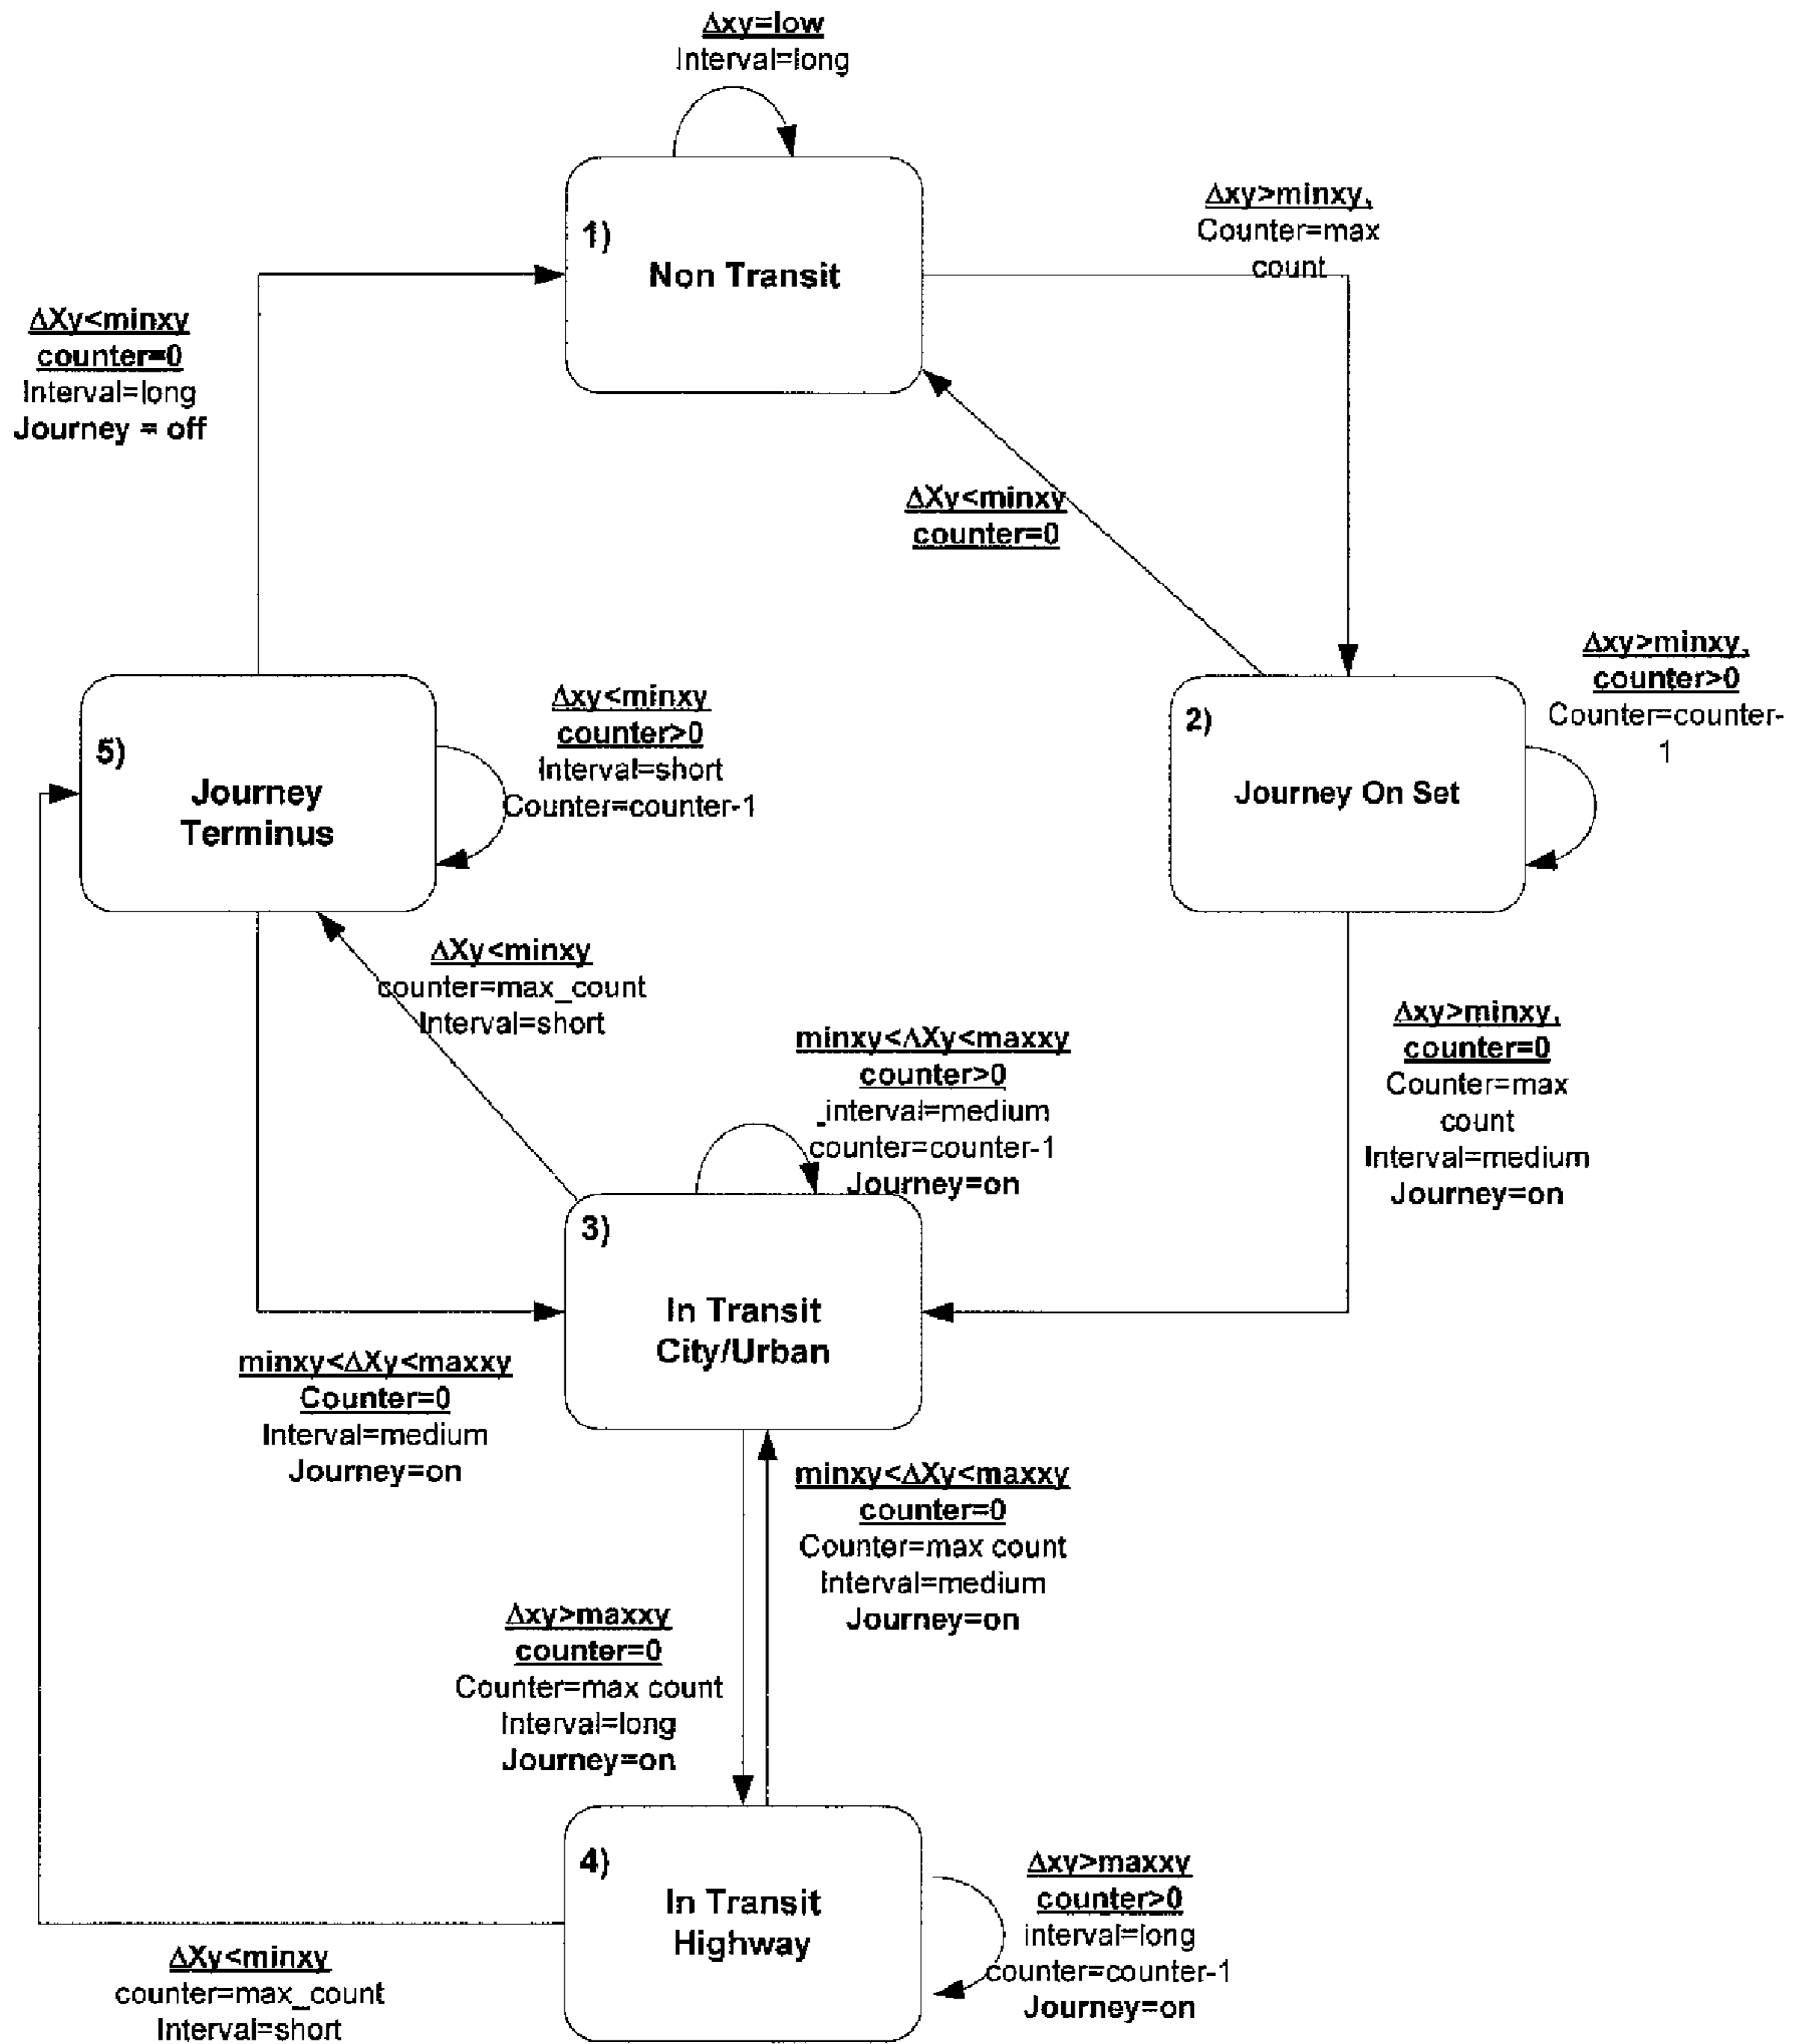 Δxy=low
Interval=long
1)
Non Transit
Δxy>minxy,
Counter=max
count
ΔXy<minxy
counter=0
Interval=long
Journey = off
ΔXy<minxy
counter=0
Δxy>minxy,
counter>0
Counter=counter-
1
2)
Journey On Set
5)
Journey
Terminus
Δxy<minxy
counter>0
Interval=short
Counter=counter-1
ΔXy<minxy
counter=max_count
Interval=short
Δxy>minxy,
counter=0
Counter=max
count
Interval=medium
Journey=on
minxy<ΔXy<maxxy
counter>0
interval=medium
counter=counter-1
Journey=on
3)
In Transit
City/Urban
minxy<ΔXy<maxxy
Counter=0
Interval=medium
Journey=on
minxy<ΔXy<maxxy
counter=0
Counter=max count
Interval=medium
Journey=on
Δxy>maxxy
counter=0
Counter=max count
Interval=long
Journey=on
4)
In Transit
Highway
Δxy>maxxy
counter>0
interval=long
counter=counter-1
Journey=on
ΔXy<minxy
counter=max_count
Interval=short